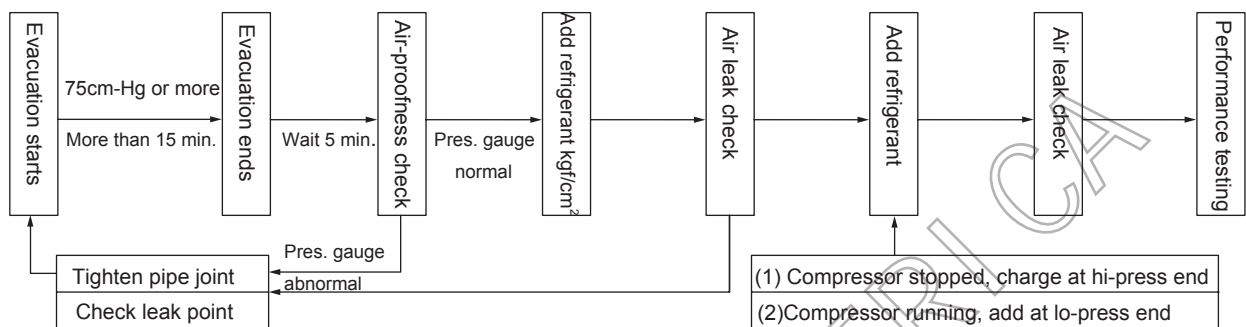 Evacuation starts
75cm-Hg or more
More than 15 min.
Evacuation ends
Wait 5 min.
Air-proofness check
Pres. gauge
normal
Add refrigerant kgf/cm²
Air leak check
Add refrigerant
Air leak check
Performance testing
Pres. gauge
abnormal
Tighten pipe joint
Check leak point
(1) Compressor stopped, charge at hi-press end
(2)Compressor running, add at lo-press end
ERICA